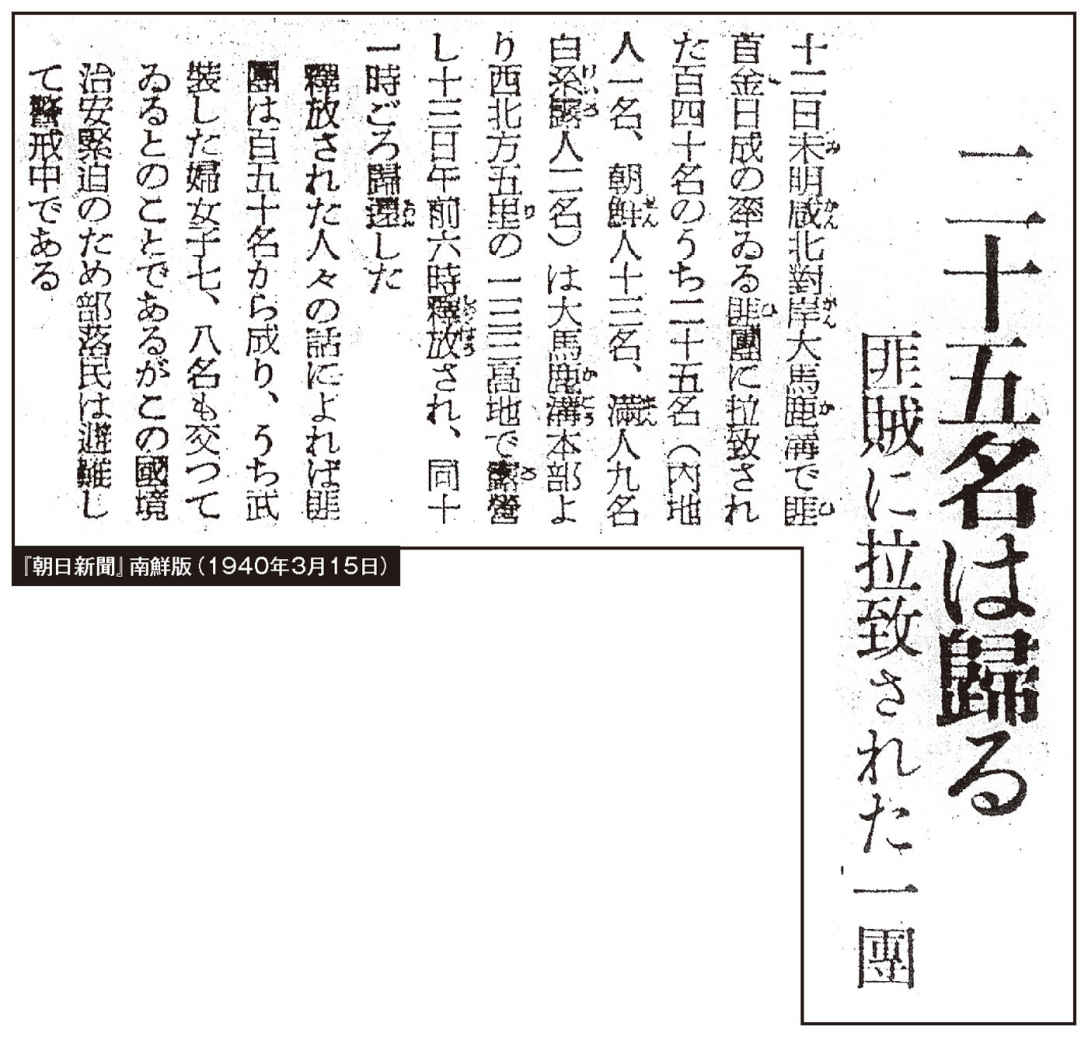 二十五名は歸る
匪賊に拉致された一團
十二日未明咸北對岸大馬鹿溝で匪
首金日成の率ゐる匪團に拉致され
た百四十名のうち二十五名（内地
人一名、朝鮮人十三名、滿人九名
白系露人二名）は大馬鹿溝本部よ
り西北方五里の一三三二高地で露營
し十三日午前六時釋放され、同十
一時ごろ歸還した
釋放された人々の話によれば匪
團は百五十名から成り、うち武
裝した婦女子七、八名も交つて
ゐるとのことであるがこの國境
治安緊迫のため部落民は避難し
て警戒中である
『朝日新聞』南鮮版（1940年3月15日）